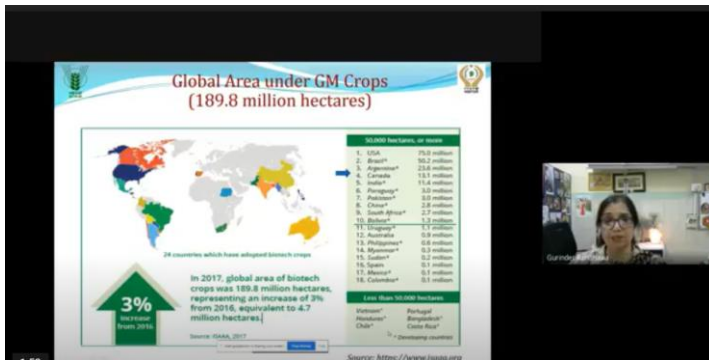 Global Area under GM Crops
(189.8 million hectares)
50,000 hectares, or more
1. USA 75.0 million
2. Brazil* 50.2 million
3. Argentina* 23.6 million
4. Canada 13.1 million
5. India* 11.4 million
6. Paraguay* 3.0 million
7. Pakistan* 3.0 million
8. China* 2.8 million
9. South Africa* 2.7 million
10. Bolivia* 1.3 million
11. Uruguay* 1.1 million
12. Australia 0.9 million
13. Philippines* 0.6 million
14. Myanmar* 0.3 million
15. Sudan* 0.2 million
16. Spain 0.1 million
17. Mexico* 0.1 million
18. Colombia* 0.1 million
24 countries which have adopted biotech crops
Less than 50,000 hectares
Vietnam* Portugal
Honduras* Bangladesh*
Chile* Costa Rica*
* Developing countries
3%
increase
from 2016
In 2017, global area of biotech
crops was 189.8 million hectares,
representing an increase of 3%
from 2016, equivalent to 4.7
million hectares.
Source: ISAAA, 2017
Source: https://www.isaaa.org